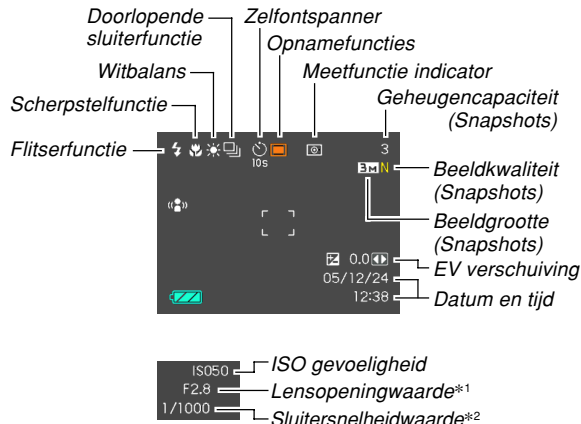 Doorlopende
sluiterfunctie
Zelfontspanner
Opnamefuncties
Witbalans
Meetfunctie indicator
Scherpstelfunctie
Geheugencapaciteit
(Snapshots)
Flitserfunctie
10s
3
3M N
Beeldkwaliteit
(Snapshots)
Beeldgrootte
(Snapshots)
0.0
EV verschuiving
05/12/24
12:38
Datum en tijd
ISO50
ISO gevoeligheid
F2.8
Lensopeningwaarde*1
1/1000
Sluitersnelheidwaarde*2